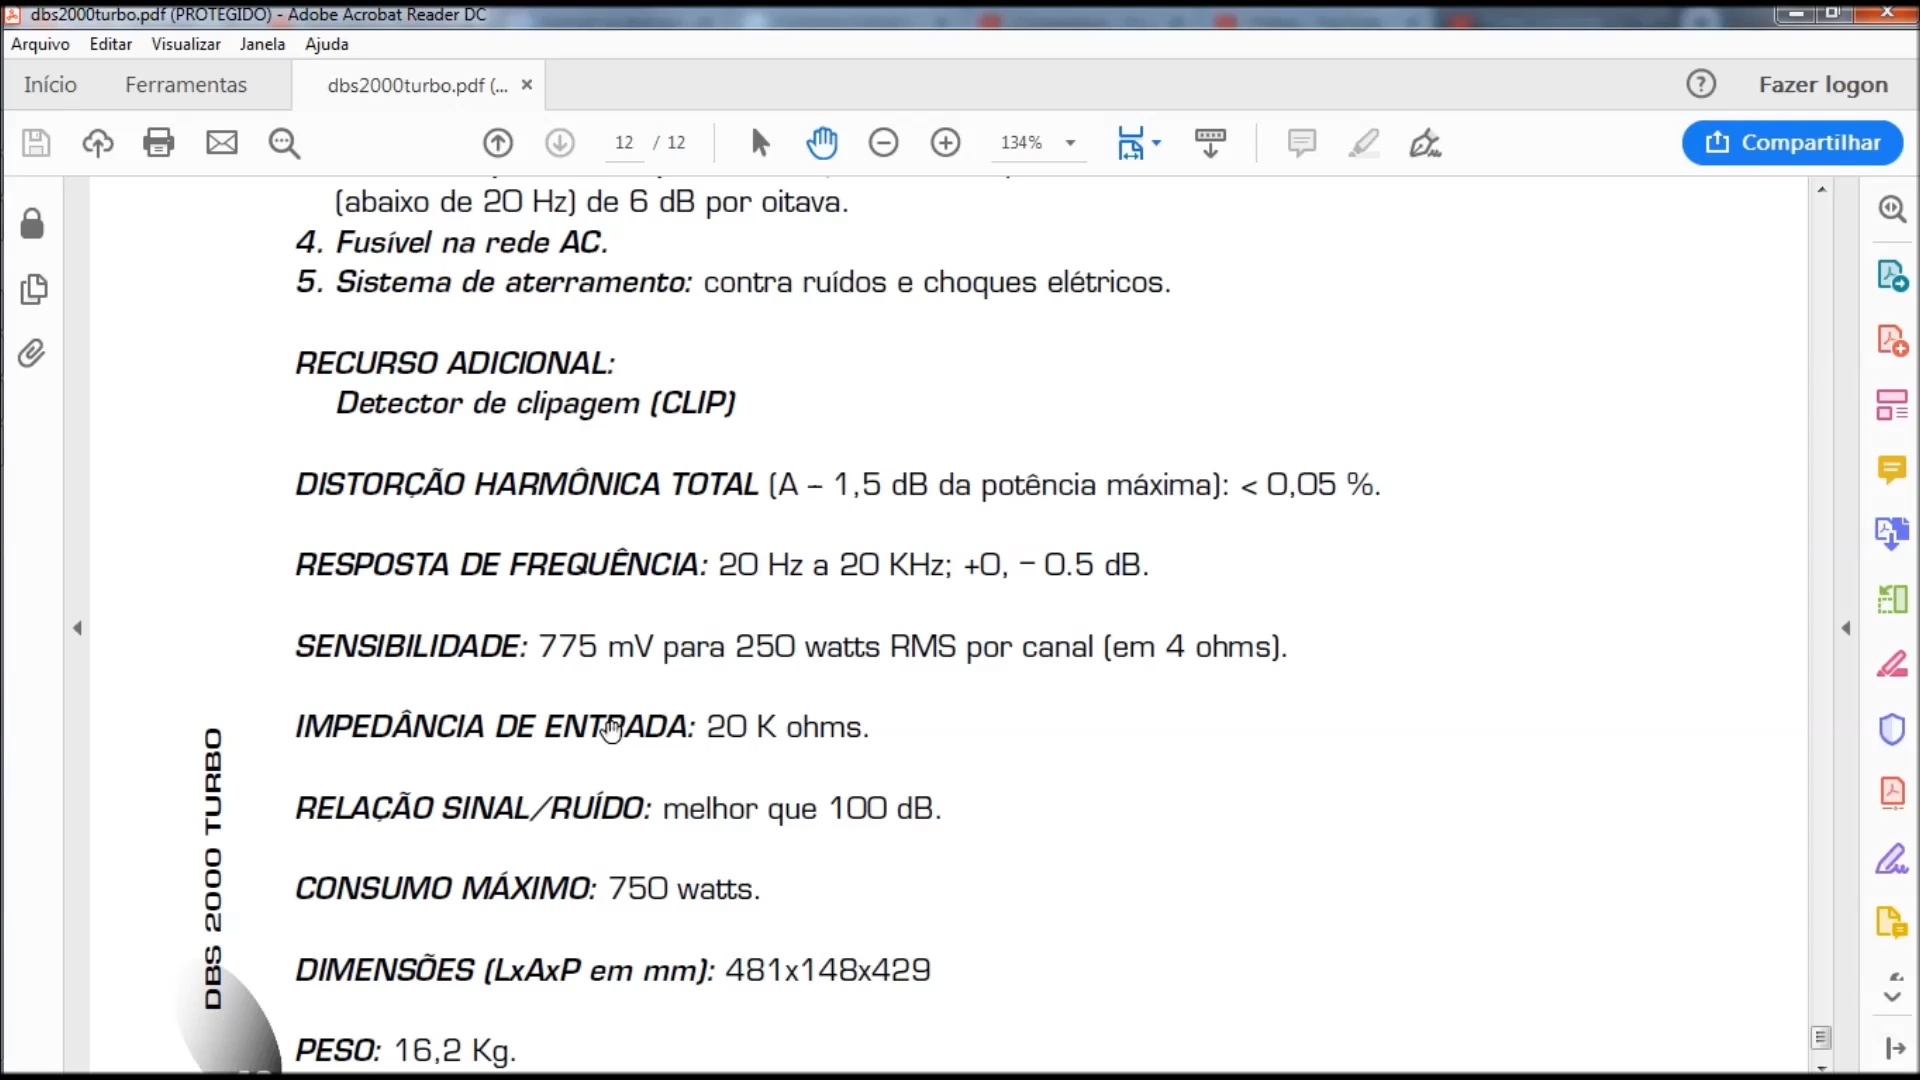 dbs2000turbo.pdf (PROTEGIDO) - Adobe Acrobat Reader DC
Arquivo Editar Visualizar Janela Ajuda
Início Ferramentas dbs2000turbo.pdf (... × ? Fazer logon
12 / 12 134% Compartilhar
(abaixo de 20 Hz) de 6 dB por oitava.
4. Fusível na rede AC.
5. Sistema de aterramento: contra ruídos e choques elétricos.
RECURSO ADICIONAL:
Detector de clipagem (CLIP)
DISTORÇÃO HARMÔNICA TOTAL (A – 1,5 dB da potência máxima): < 0,05 %.
RESPOSTA DE FREQUÊNCIA: 20 Hz a 20 KHz; +0, – 0.5 dB.
SENSIBILIDADE: 775 mV para 250 watts RMS por canal (em 4 ohms).
IMPEDÂNCIA DE ENTRADA: 20 K ohms.
RELAÇÃO SINAL/RUÍDO: melhor que 100 dB.
CONSUMO MÁXIMO: 750 watts.
DIMENSÕES (LxAxP em mm): 481x148x429
PESO: 16,2 Kg.
DBS 2000 TURBO